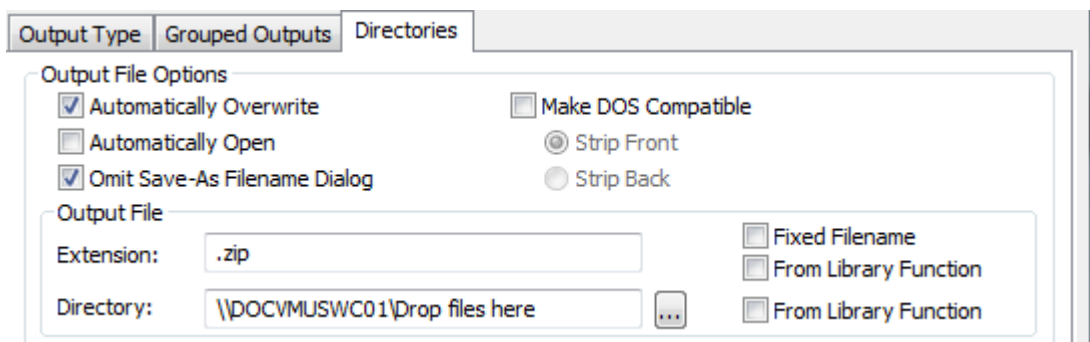 Output Type Grouped Outputs Directories
Output File Options
Automatically Overwrite Make DOS Compatible
Automatically Open Strip Front
Omit Save-As Filename Dialog Strip Back
Output File
Fixed Filename
Extension: .zip From Library Function
Directory: \\DOCVMUSWC01\Drop files here ... From Library Function